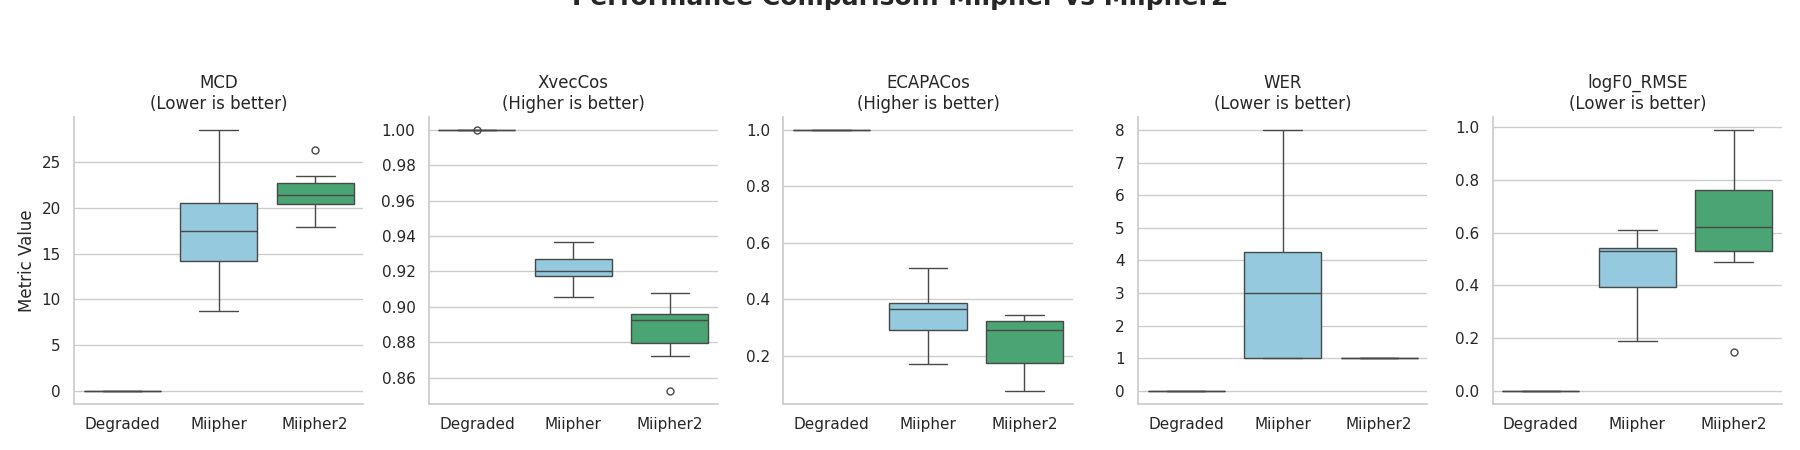 Performance Comparison: Miipher vs Miipher2
MCD
(Lower is better)
XvecCos
(Higher is better)
ECAPACos
(Higher is better)
WER
(Lower is better)
logF0_RMSE
(Lower is better)
Metric Value
25
20
15
10
5
0
Degraded Miipher Miipher2
1.00
0.98
0.96
0.94
0.92
0.90
0.88
0.86
Degraded Miipher Miipher2
1.0
0.8
0.6
0.4
0.2
Degraded Miipher Miipher2
8
7
6
5
4
3
2
1
0
Degraded Miipher Miipher2
1.0
0.8
0.6
0.4
0.2
0.0
Degraded Miipher Miipher2